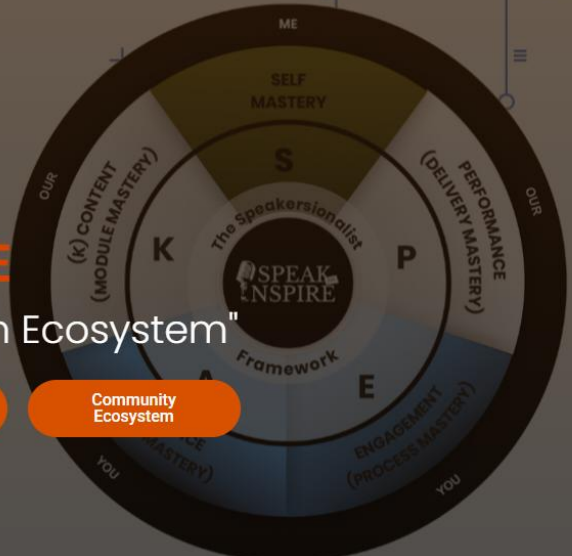 ME
SELF
MASTERY
S
OUR
(K) CONTENT
(MODULE MASTERY)
K
PERFORMANCE
(DELIVERY MASTERY)
P
OUR
The Speakersionalist
SPEAK
NSPIRE
Framework
E
Ecosystem"
A
E
Community
Ecosystem
MASTERY)
ENGAGEMENT
(PROCESS MASTERY)
YOU
YOU